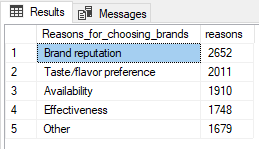 Results Messages
Reasons_for_choosing_brands reasons
1 Brand reputation 2652
2 Taste/flavor preference 2011
3 Availability 1910
4 Effectiveness 1748
5 Other 1679